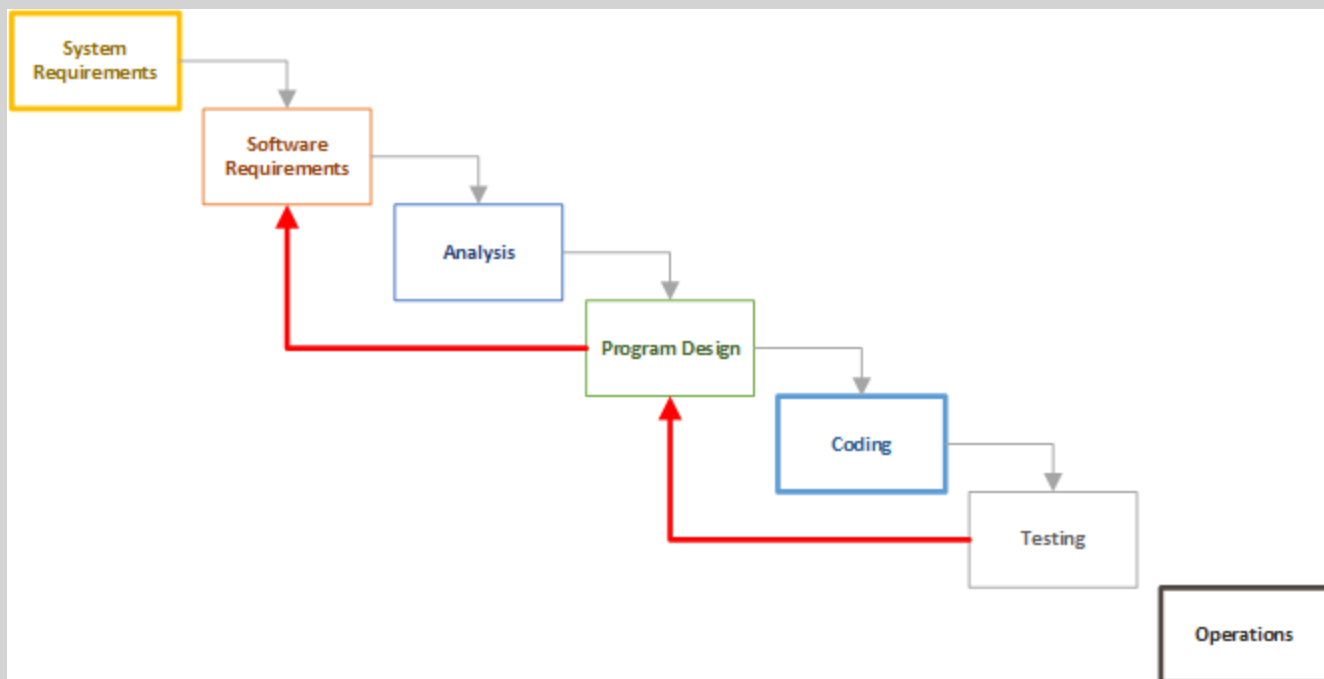 System
Requirements
Software
Requirements
Analysis
Program Design
Coding
Testing
Operations